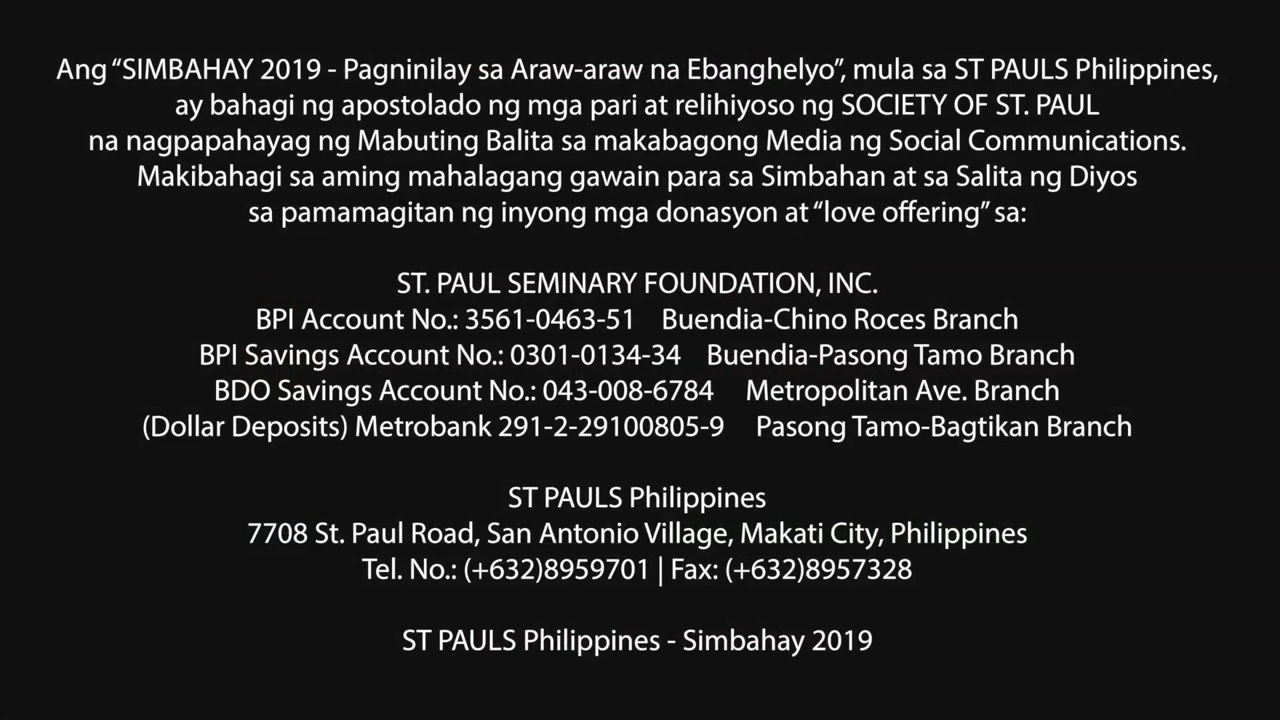 Ang “SIMBAHAY 2019 - Pagninilay sa Araw-araw na Ebanghelyo”, mula sa ST PAULS Philippines,
ay bahagi ng apostolado ng mga pari at relihiyoso ng SOCIETY OF ST. PAUL
na nagpapahayag ng Mabuting Balita sa makabagong Media ng Social Communications.
Makibahagi sa aming mahalagang gawain para sa Simbahan at sa Salita ng Diyos
sa pamamagitan ng inyong mga donasyon at “love offering” sa:
ST. PAUL SEMINARY FOUNDATION, INC.
BPI Account No.: 3561-0463-51 Buendia-Chino Roces Branch
BPI Savings Account No.: 0301-0134-34 Buendia-Pasong Tamo Branch
BDO Savings Account No.: 043-008-6784 Metropolitan Ave. Branch
(Dollar Deposits) Metrobank 291-2-29100805-9 Pasong Tamo-Bagtikan Branch
ST PAULS Philippines
7708 St. Paul Road, San Antonio Village, Makati City, Philippines
Tel. No.: (+632)8959701 | Fax: (+632)8957328
ST PAULS Philippines - Simbahay 2019